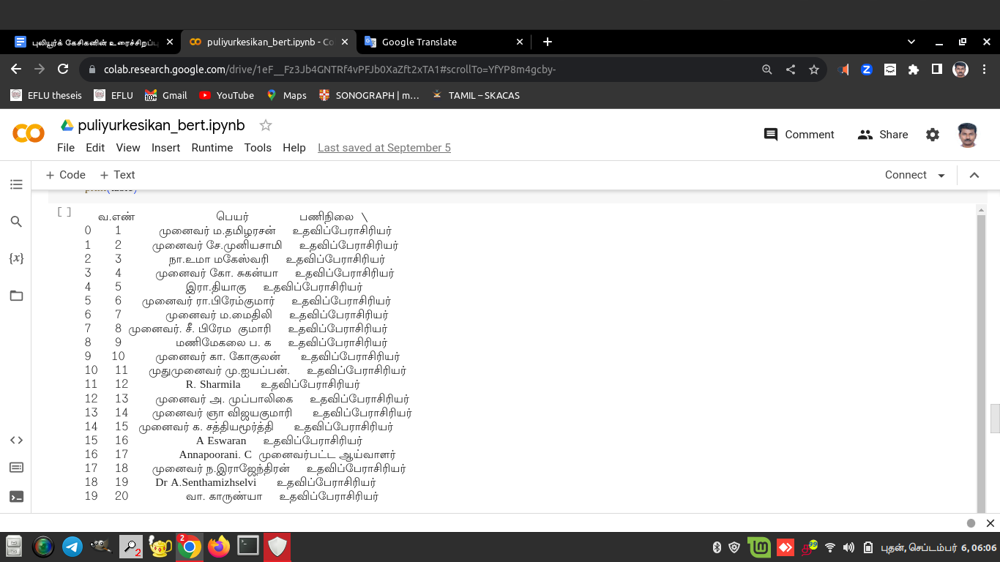 புலியூர்க் கேசிகனின் உரைச்சிறப்பு
puliyurkesikan_bert.ipynb - Co
Google Translate
colab.research.google.com/drive/1eF__Fz3Jb4GNTRf4vPFJb0XaZft2xTA1#scrollTo=YfYP8m4gcby-
EFLU theseis EFLU Gmail YouTube Maps SONOGRAPH | m... TAMIL – SKACAS
puliyurkesikan_bert.ipynb
Comment Share
File Edit View Insert Runtime Tools Help Last saved at September 5
+ Code + Text Connect
[ ] வ.எண் பெயர் பணிநிலை \
0 1 முனைவர் ம.தமிழரசன் உதவிப்பேராசிரியர்
1 2 முனைவர் சே.முனியசாமி உதவிப்பேராசிரியர்
2 3 நா.உமா மகேஸ்வரி உதவிப்பேராசிரியர்
3 4 முனைவர் கோ. சுகன்யா உதவிப்பேராசிரியர்
4 5 இரா.தியாகு உதவிப்பேராசிரியர்
5 6 முனைவர் ரா.பிரேம்குமார் உதவிப்பேராசிரியர்
6 7 முனைவர் ம.மைதிலி உதவிப்பேராசிரியர்
7 8 முனைவர். சீ. பிரேம குமாரி உதவிப்பேராசிரியர்
8 9 மணிமேகலை ப. க உதவிப்பேராசிரியர்
9 10 முனைவர் கா. கோகுலன் உதவிப்பேராசிரியர்
10 11 முதுமுனைவர் மு.ஐயப்பன். உதவிப்பேராசிரியர்
11 12 R. Sharmila உதவிப்பேராசிரியர்
12 13 முனைவர் அ. முப்பாலிகை உதவிப்பேராசிரியர்
13 14 முனைவர் ஞா விஜயகுமாரி உதவிப்பேராசிரியர்
14 15 முனைவர் க. சத்தியமூர்த்தி உதவிப்பேராசிரியர்
15 16 A Eswaran உதவிப்பேராசிரியர்
16 17 Annapoorani. C முனைவர்பட்ட ஆய்வாளர்
17 18 முனைவர் ந.இராஜேந்திரன் உதவிப்பேராசிரியர்
18 19 Dr A.Senthamizhselvi உதவிப்பேராசிரியர்
19 20 வா. காருண்யா உதவிப்பேராசிரியர்
புதன், செப்டம்பர் 6, 06:06